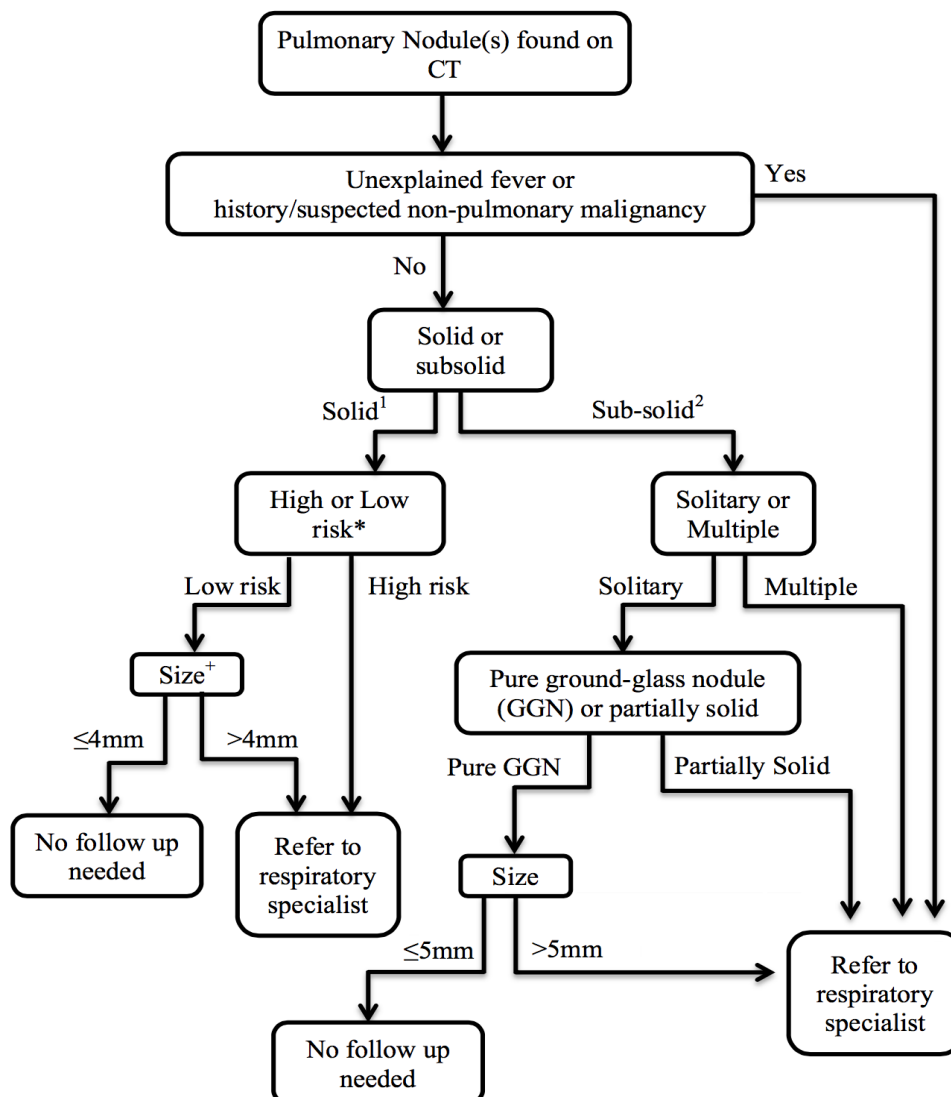 Pulmonary Nodule(s) found on
CT
Yes
Unexplained fever or
history/suspected non-pulmonary malignancy
No
Solid or
subsolid
Solid¹
Sub-solid²
High or Low
risk*
Solitary or
Multiple
Low risk
High risk
Solitary
Multiple
Size⁺
Pure ground-glass nodule
(GGN) or partially solid
≤4mm
>4mm
Pure GGN
Partially Solid
No follow up
needed
Refer to
respiratory
specialist
Size
≤5mm
>5mm
Refer to
respiratory
specialist
No follow up
needed